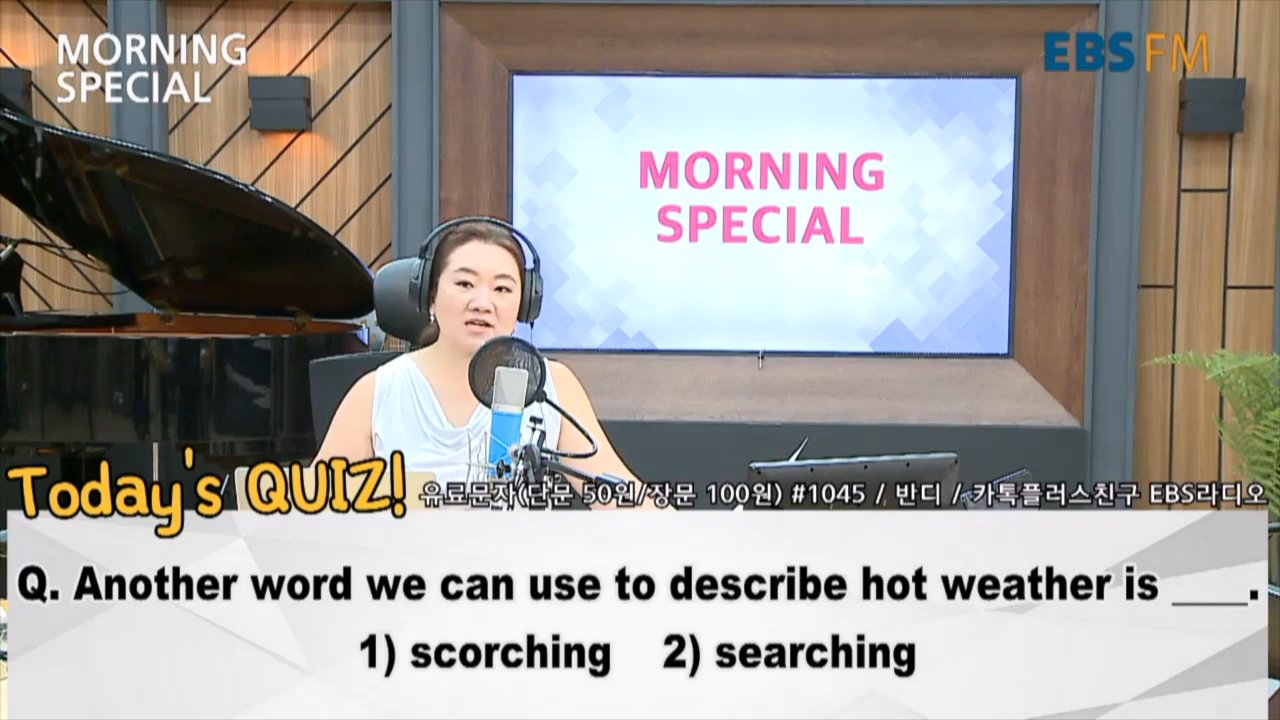 MORNING
SPECIAL
EBS FM
MORNING
SPECIAL
Today's QUIZ!
유료문자(단문 50원/장문 100원) #1045 / 반디 / 카톡플러스친구 EBS라디오
Q. Another word we can use to describe hot weather is ___.
1) scorching 2) searching